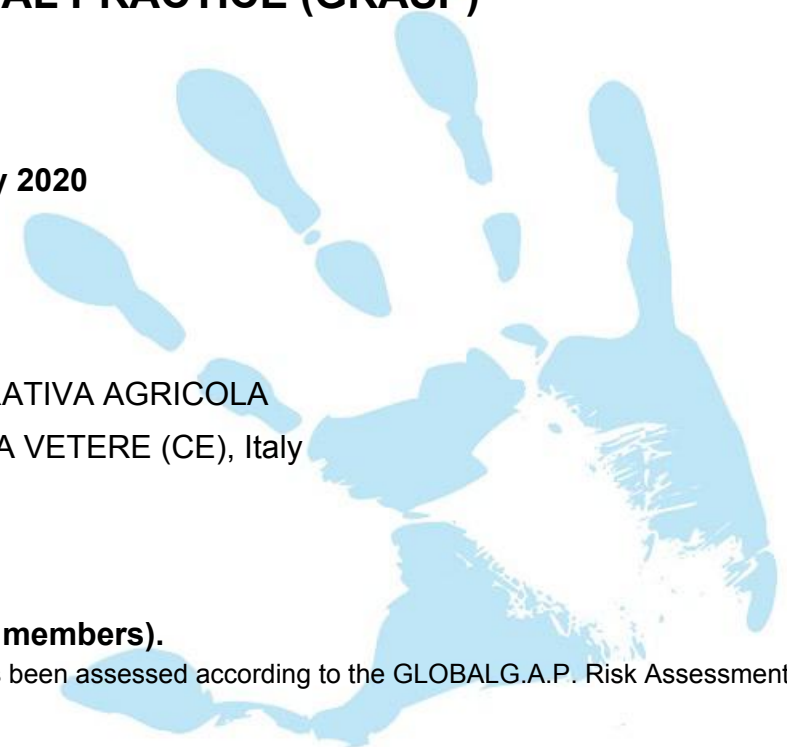 AL PRACTICE (GRASP)
y 2020
ATIVA AGRICOLA
A VETERE (CE), Italy
members).
been assessed according to the GLOBALG.A.P. Risk Assessment